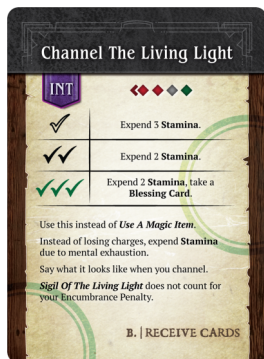 Channel The Living Light
INT
Expend 3 Stamina.
Expend 2 Stamina.
Expend 2 Stamina, take a
Blessing Card.
Use this instead of Use A Magic Item.
Instead of losing charges, expend Stamina
due to mental exhaustion.
Say what it looks like when you channel.
Sigil Of The Living Light does not count for
your Encumbrance Penalty.
B. | RECEIVE CARDS